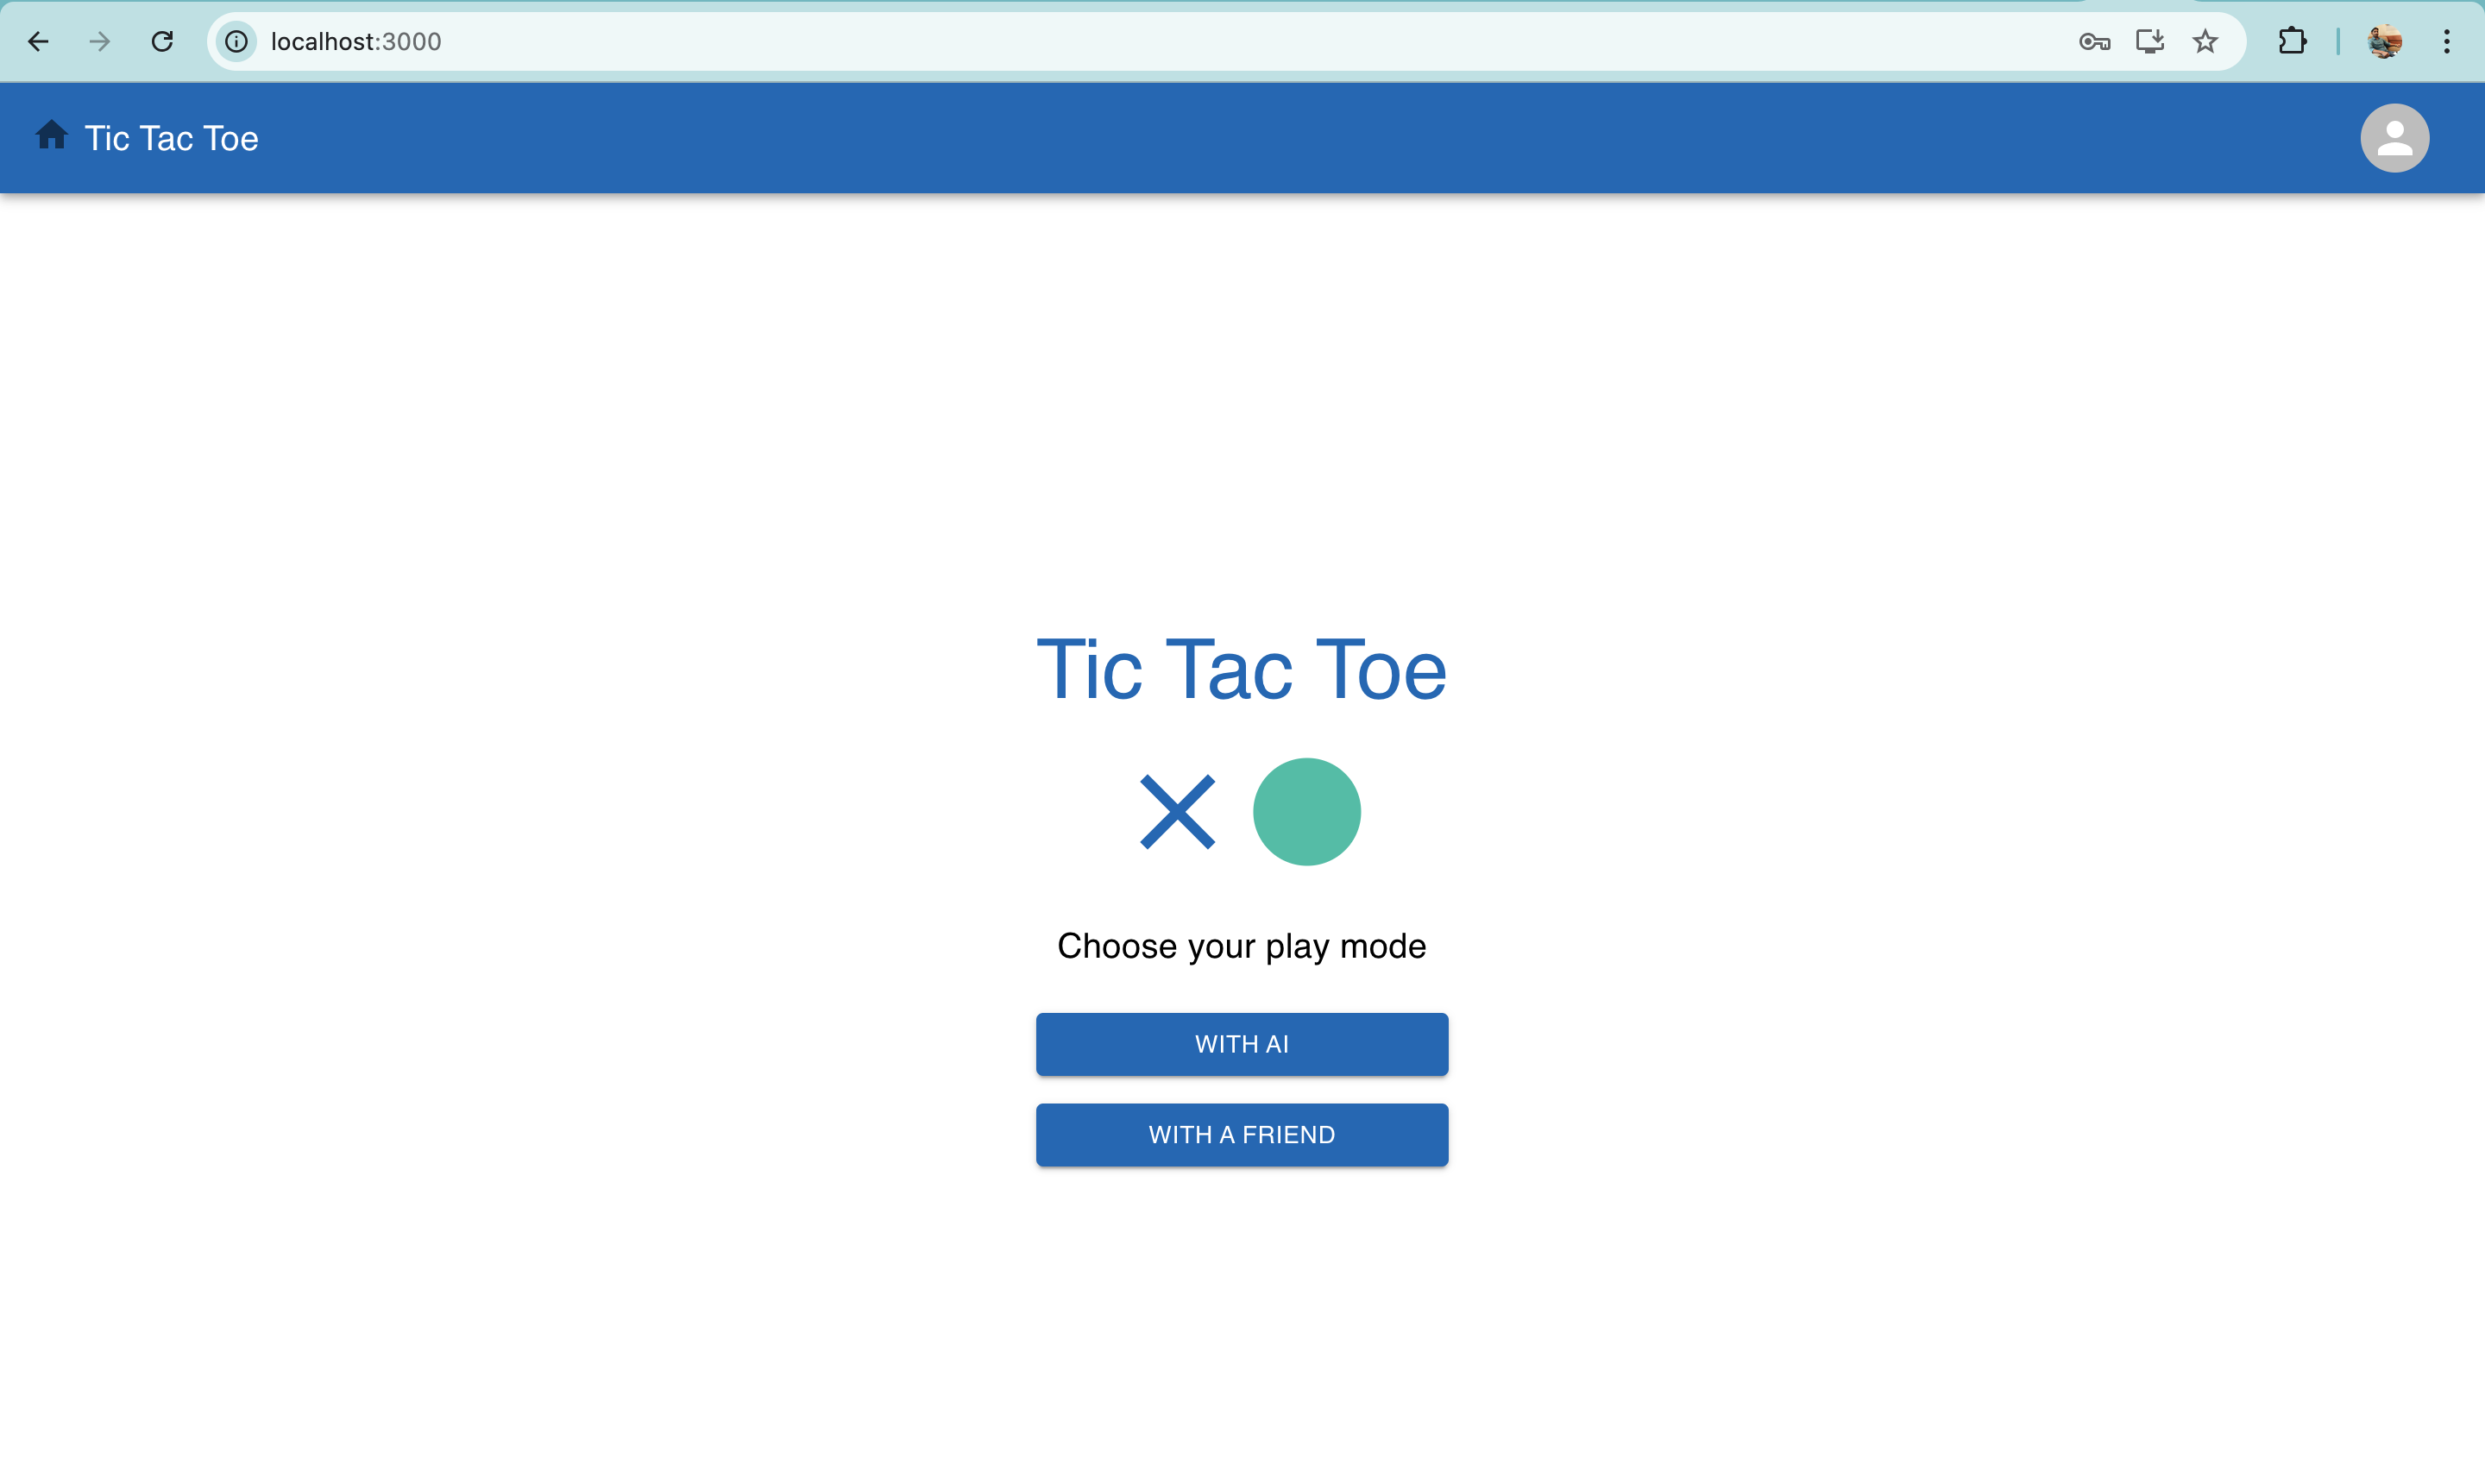 localhost:3000
Tic Tac Toe
Tic Tac Toe
Choose your play mode
WITH AI
WITH A FRIEND